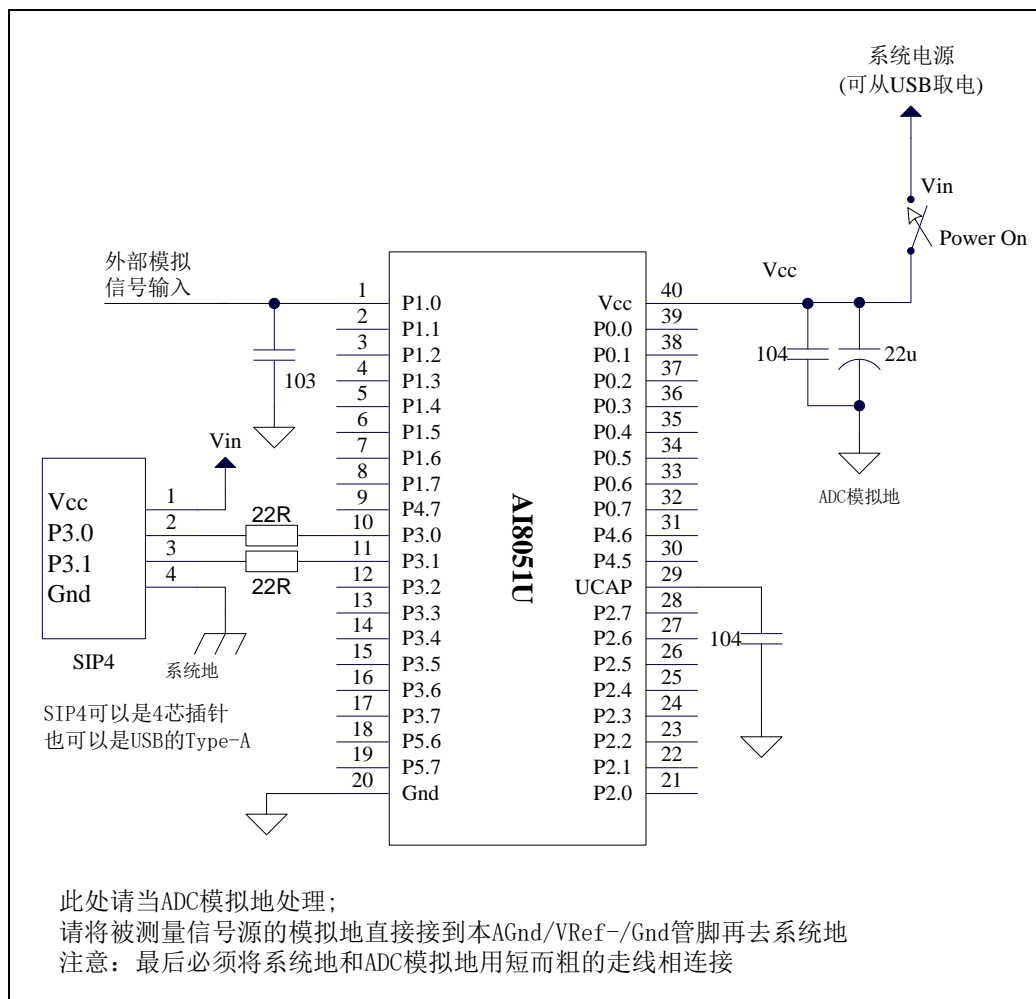 系统电源
(可从USB取电)
Vin
Power On
Vcc
外部模拟
信号输入
103
104
22u
ADC模拟地
1 P1.0
2 P1.1
3 P1.2
4 P1.3
5 P1.4
6 P1.5
7 P1.6
8 P1.7
9 P4.7
10 P3.0
11 P3.1
12 P3.2
13 P3.3
14 P3.4
15 P3.5
16 P3.6
17 P3.7
18 P5.6
19 P5.7
20 Gnd
AI8051U
Vcc 40
P0.0 39
P0.1 38
P0.2 37
P0.3 36
P0.4 35
P0.5 34
P0.6 33
P0.7 32
P4.6 31
P4.5 30
UCAP 29
P2.7 28
P2.6 27
P2.5 26
P2.4 25
P2.3 24
P2.2 23
P2.1 22
P2.0 21
104
Vin
Vcc 1
P3.0 2
P3.1 3
Gnd 4
22R
22R
SIP4
系统地
SIP4可以是4芯插针
也可以是USB的Type-A
此处请当ADC模拟地处理;
请将被测量信号源的模拟地直接接到本AGnd/VRef-/Gnd管脚再去系统地
注意：最后必须将系统地和ADC模拟地用短而粗的走线相连接